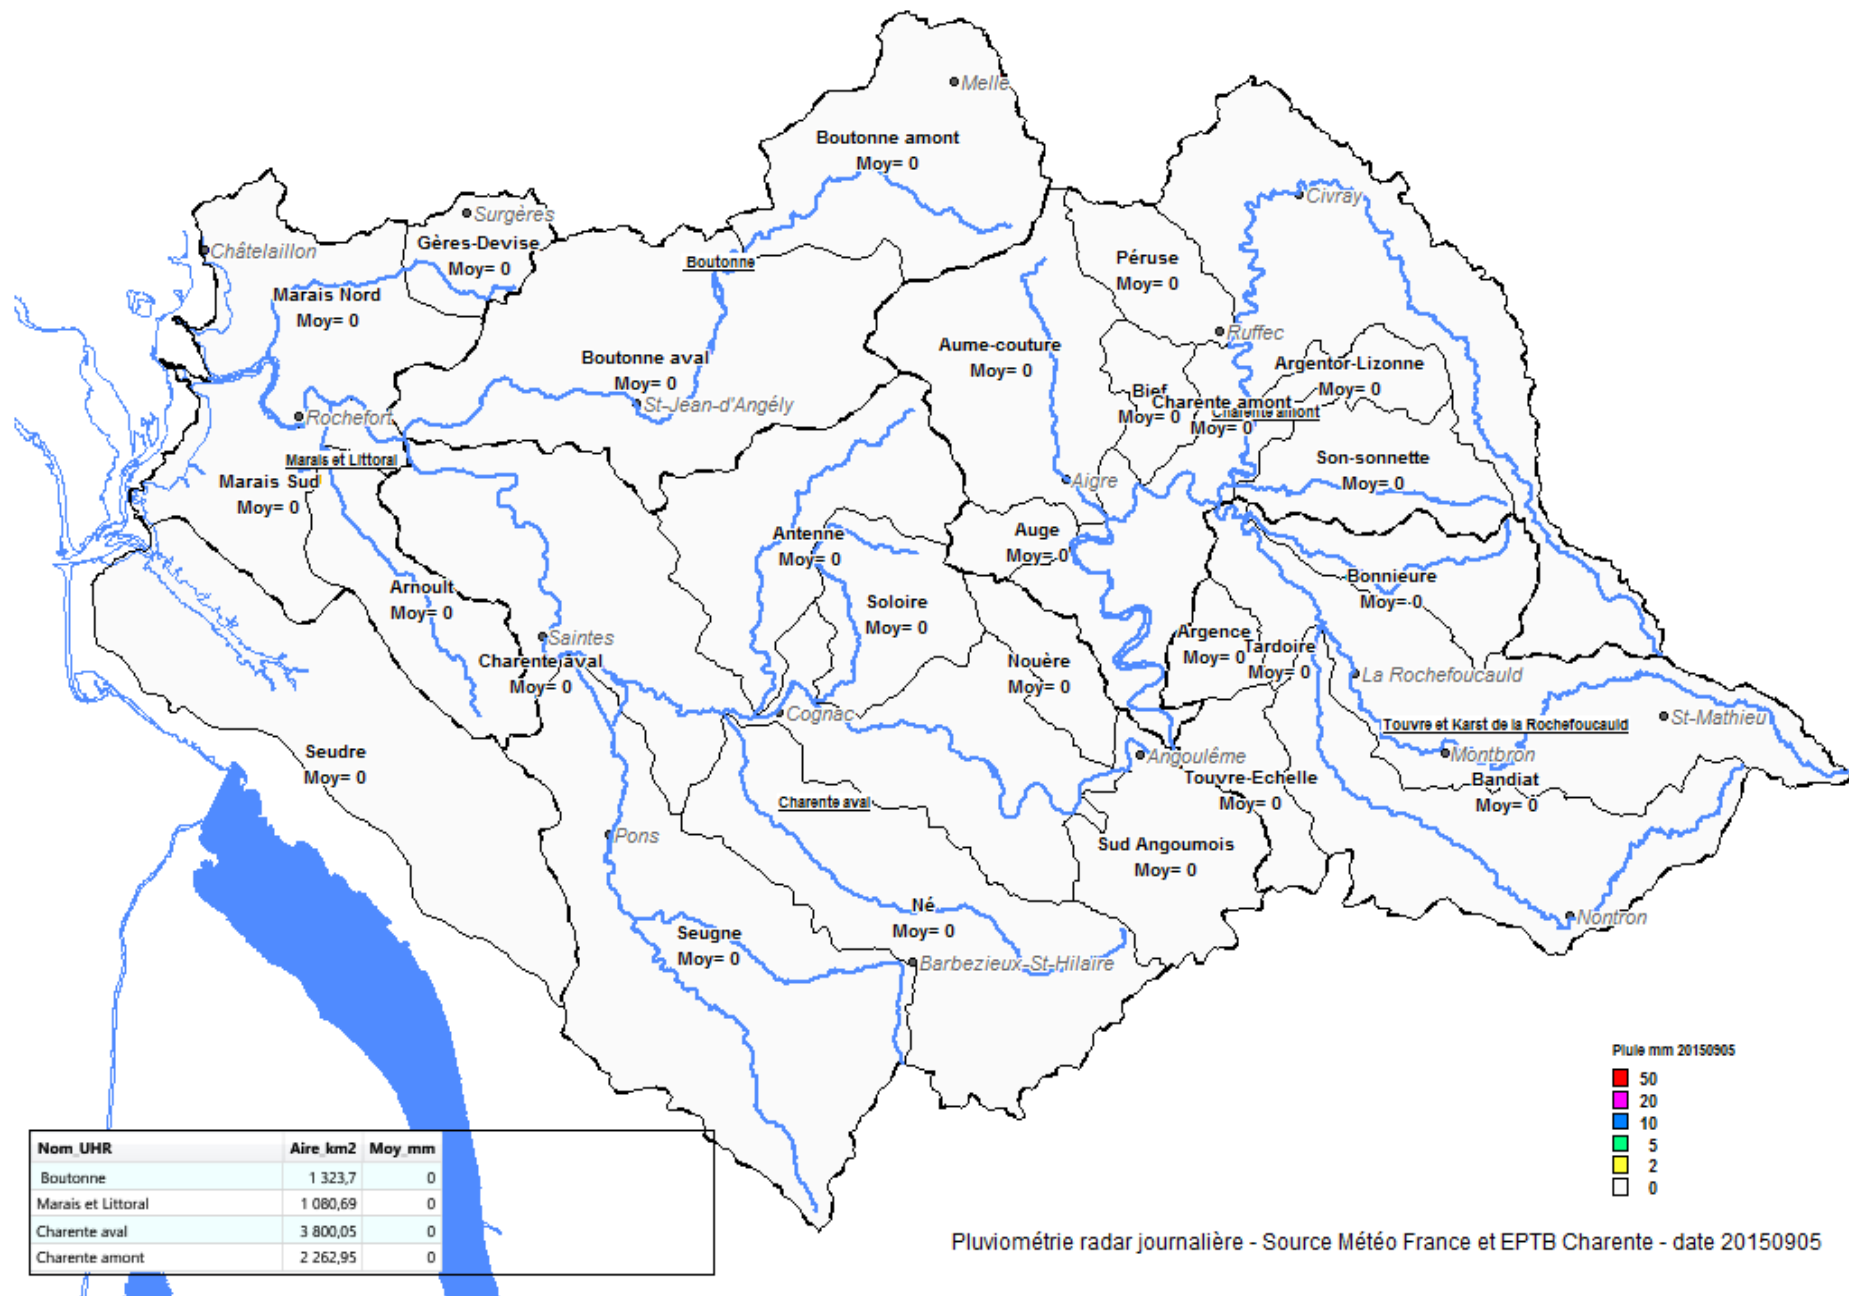 Melle
Boutonne amont
Moy= 0
Civray
Surgères
Châtelaillon
Gères-Devise
Moy= 0
Boutonne
Péruse
Moy= 0
Marais Nord
Moy= 0
Ruffec
Aume-couture
Moy= 0
Boutonne aval
Moy= 0
Argentor-Lizonne
Moy= 0
Bief
Moy= 0
Charente amont
Moy= 0
Charente amont
St-Jean-d'Angély
Rochefort
Marais et Littoral
Marais Sud
Moy= 0
Son-sonnette
Moy= 0
Aigre
Auge
Moy= 0
Antenne
Moy= 0
Bonnieure
Moy= 0
Arnoult
Moy= 0
Soloire
Moy= 0
Saintes
Argence
Moy= 0
Tardoire
Moy= 0
Charente aval
Moy= 0
Nouère
Moy= 0
La Rochefoucauld
Cognac
St-Mathieu
Touvre et Karst de la Rochefoucauld
Seudre
Moy= 0
Angoulême
Montbron
Touvre-Echelle
Moy= 0
Bandiat
Moy= 0
Charente aval
Pons
Sud Angoumois
Moy= 0
Né
Moy= 0
Nontron
Seugne
Moy= 0
Barbezieux-St-Hilaire
Pluie mm 20150905
50
20
10
5
2
0
Nom_UHR Aire_km2 Moy_mm
Boutonne 1 323,7 0
Marais et Littoral 1 080,69 0
Charente aval 3 800,05 0
Charente amont 2 262,95 0
Pluviométrie radar journalière - Source Météo France et EPTB Charente - date 20150905